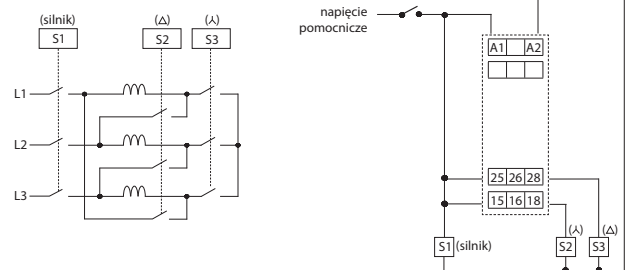 (silnik) (△) (⅄)
S1 S2 S3
L1
L2
L3
napięcie
pomocnicze
A1 A2
25 26 28
15 16 18
(⅄) (△)
S1 (silnik) S2 S3